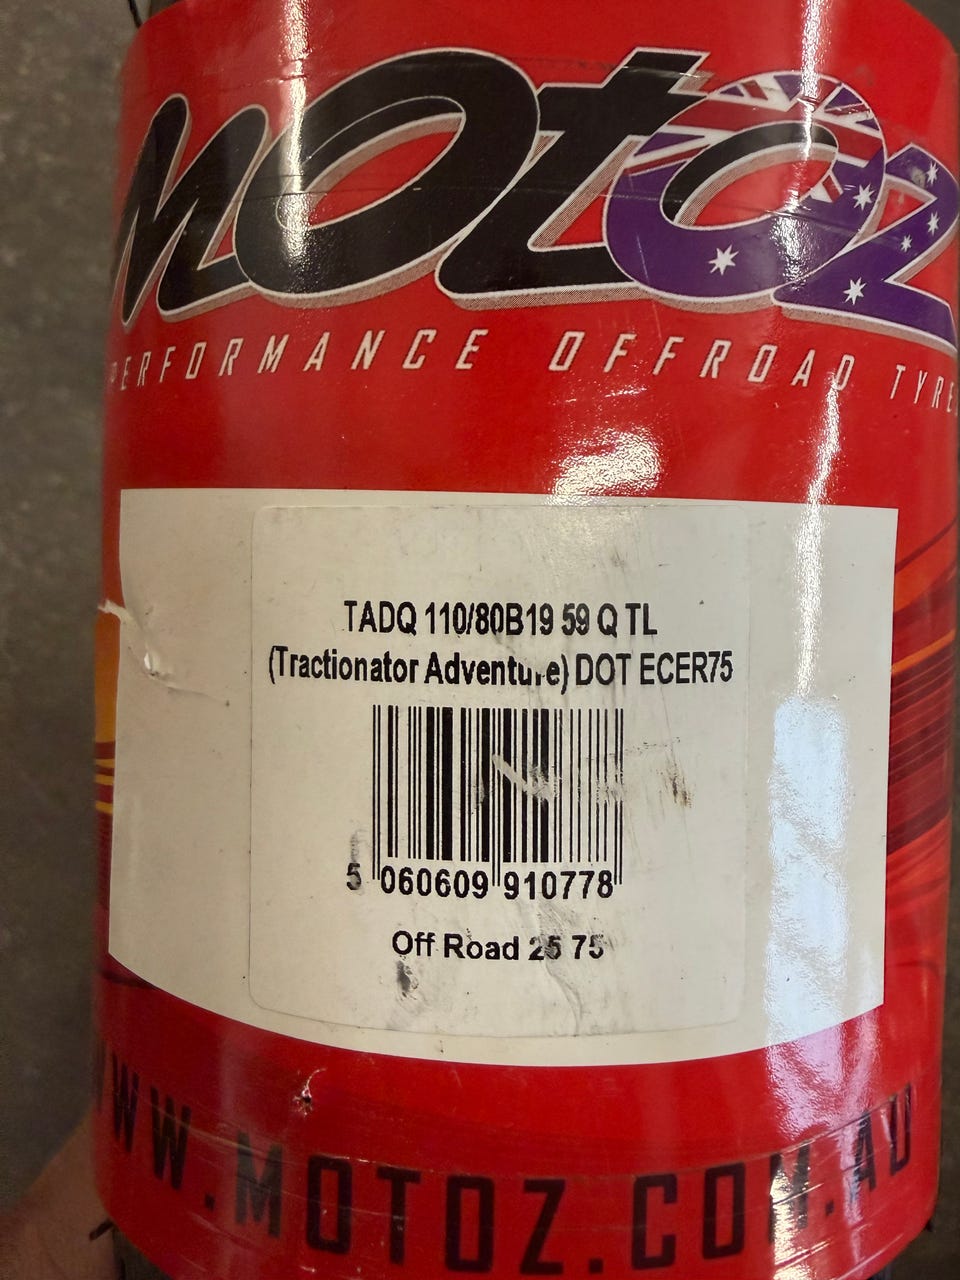 MOTOZ
PERFORMANCE OFFROAD TYRE
TADQ 110/80B19 59 Q TL
(Tractionator Adventure) DOT ECER75
5 060609 910778
Off Road 25 75
WWW.MOTOZ.COM.AU